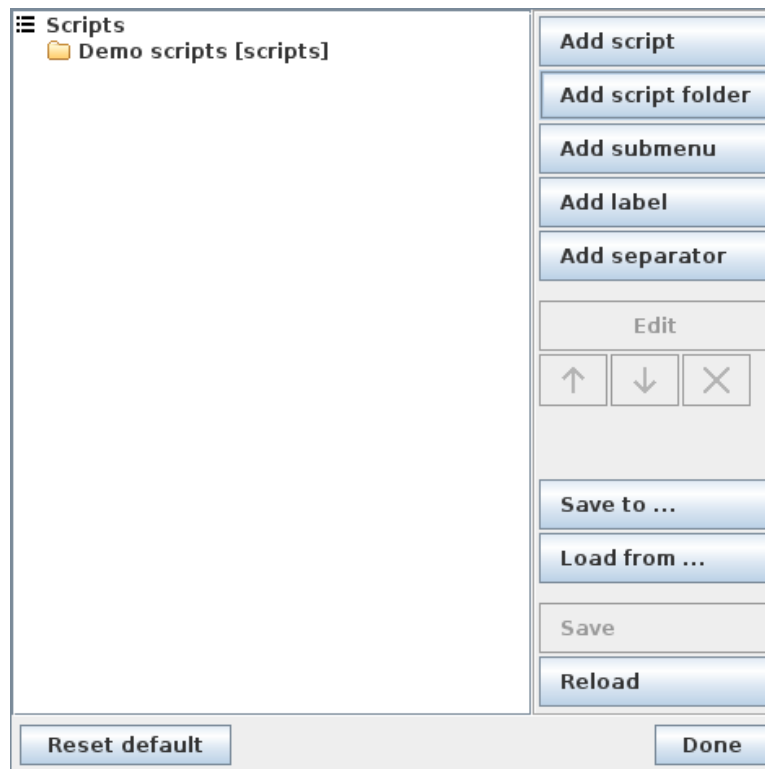 Scripts
Demo scripts [scripts]
Add script
Add script folder
Add submenu
Add label
Add separator
Edit
Save to ...
Load from ...
Save
Reload
Reset default
Done